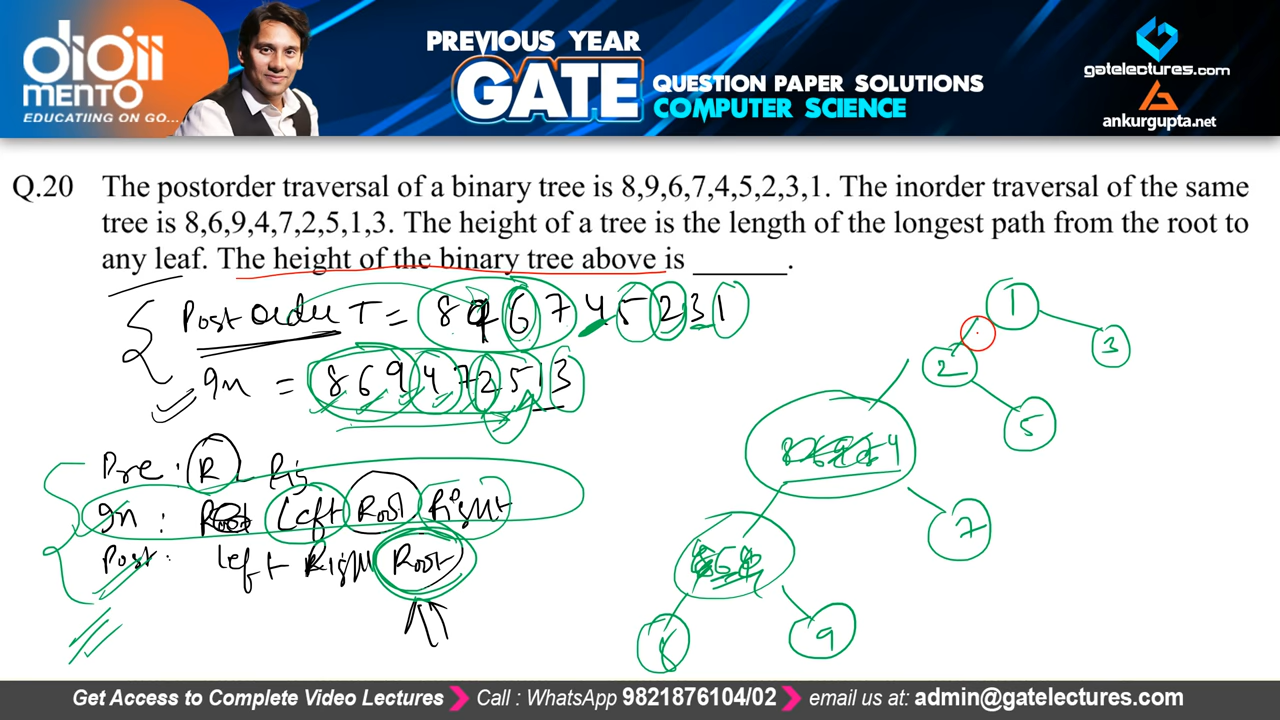 digii
MENTO
EDUCATIING ON GO...
PREVIOUS YEAR
GATE
QUESTION PAPER SOLUTIONS
COMPUTER SCIENCE
gatelectures.com
ankurgupta.net
Q.20 The postorder traversal of a binary tree is 8,9,6,7,4,5,2,3,1. The inorder traversal of the same
tree is 8,6,9,4,7,2,5,1,3. The height of a tree is the length of the longest path from the root to
any leaf. The height of the binary tree above is ______.
Post order T = 8 9 6 7 4 5 2 3 1
In = 8 6 9 4 7 2 5 1 3
Pre: R L Rig
In: Left Root Right
Post: Left Right Root
1
2 3
5
4
7
6
8 9
Get Access to Complete Video Lectures Call : WhatsApp 9821876104/02 email us at: admin@gatelectures.com